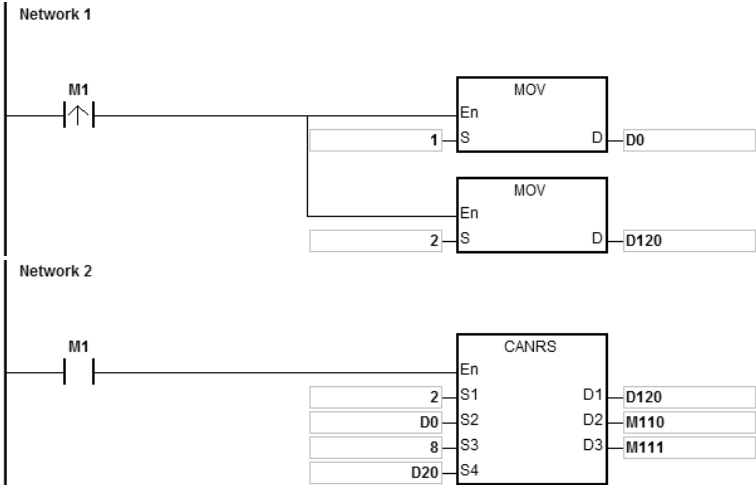 Network 1
M1
MOV
En
1 S D D0
MOV
En
2 S D D120
Network 2
M1
CANRS
En
2 S1 D1 D120
D0 S2 D2 M110
8 S3 D3 M111
D20 S4